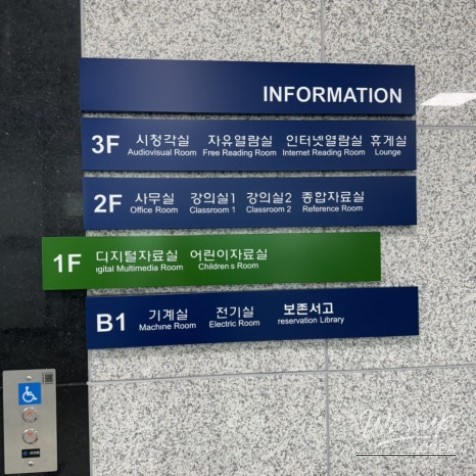 INFORMATION
3F 시청각실 자유열람실 인터넷열람실 휴게실
Audiovisual Room Free Reading Room Internet Reading Room Lounge
2F 사무실 강의실1 강의실2 종합자료실
Office Room Classroom 1 Classroom 2 Reference Room
1F 디지털자료실 어린이자료실
igital Multimedia Room Children s Room
B1 기계실 전기실 보존서고
Machine Room Electric Room reservation Library